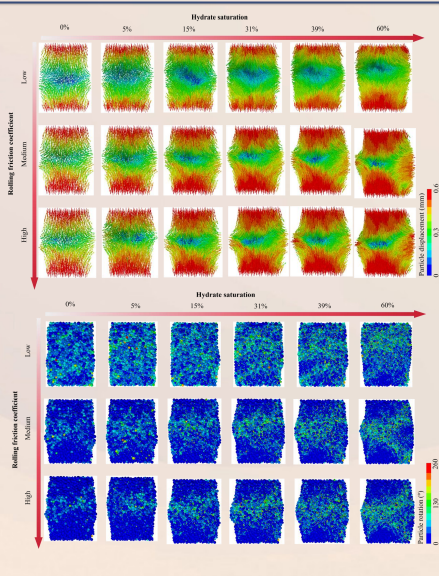 Hydrate saturation
0% 5% 15% 31% 39% 60%
Rolling friction coefficient
Low
Medium
High
Particle displacement (mm)
0 0.3 0.6
Hydrate saturation
0% 5% 15% 31% 39% 60%
Rolling friction coefficient
Low
Medium
High
Particle rotation (°)
0 130 260